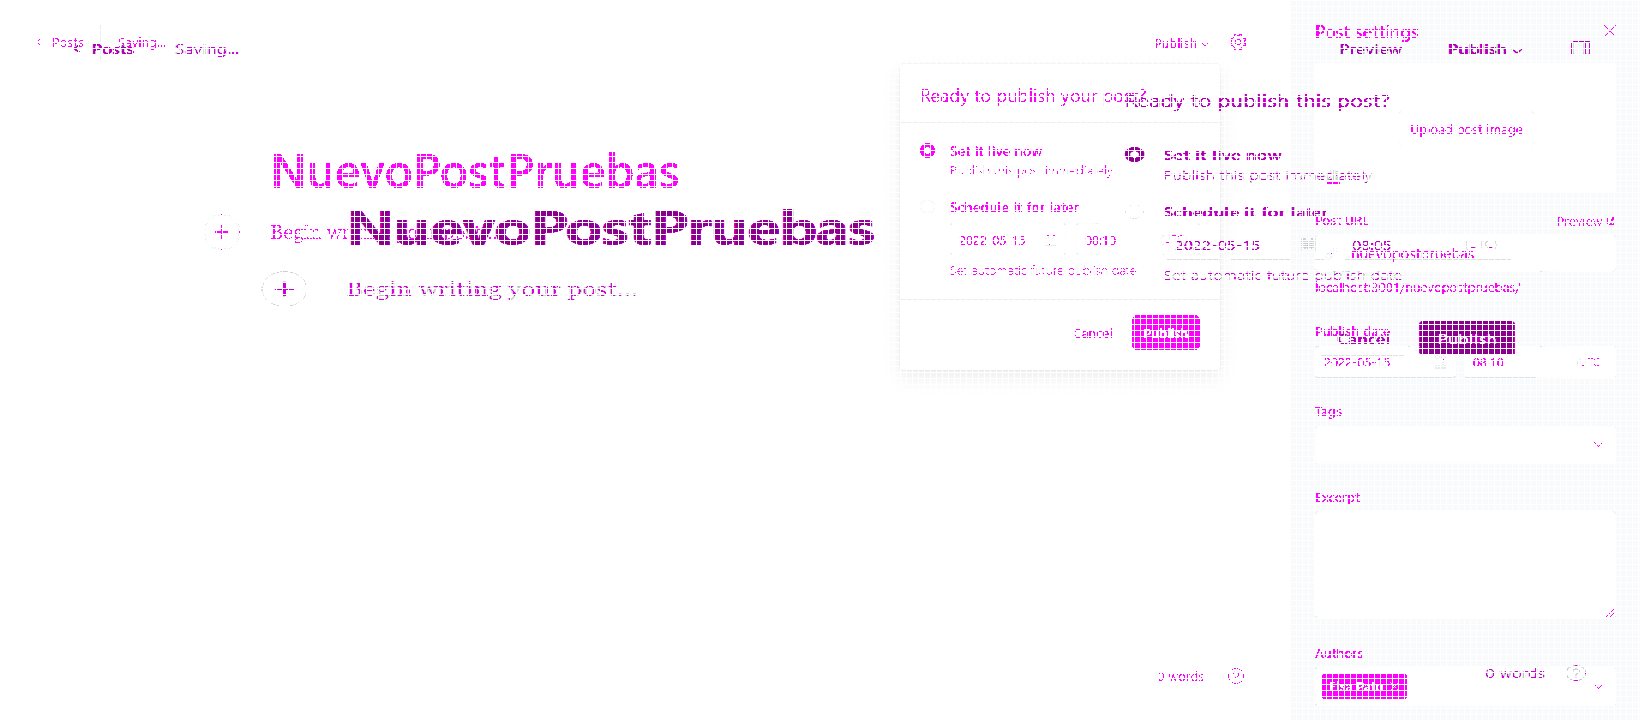 Posts
Saving...
Posts
Saving...
Publish
Post settings
Preview
Publish
Ready to publish your post?
Ready to publish this post?
Upload post image
Set it live now
Publish this post immediately
Set it live now
Publish this post immediately
NuevoPostPruebas
NuevoPostPruebas
Schedule it for later
Schedule it for later
Post URL
Preview
Begin wr
2022-05-15
08:10
2022-05-15
08:05
nuevopostpruebas
Set automatic future publish date
Set automatic future publish date
localhost:3001/nuevopostpruebas/
Begin writing your post...
Cancel
Publish
Publish date
Cancel
Publish
2022-05-15
08:10
Tags
Excerpt
Authors
0 words
0 words